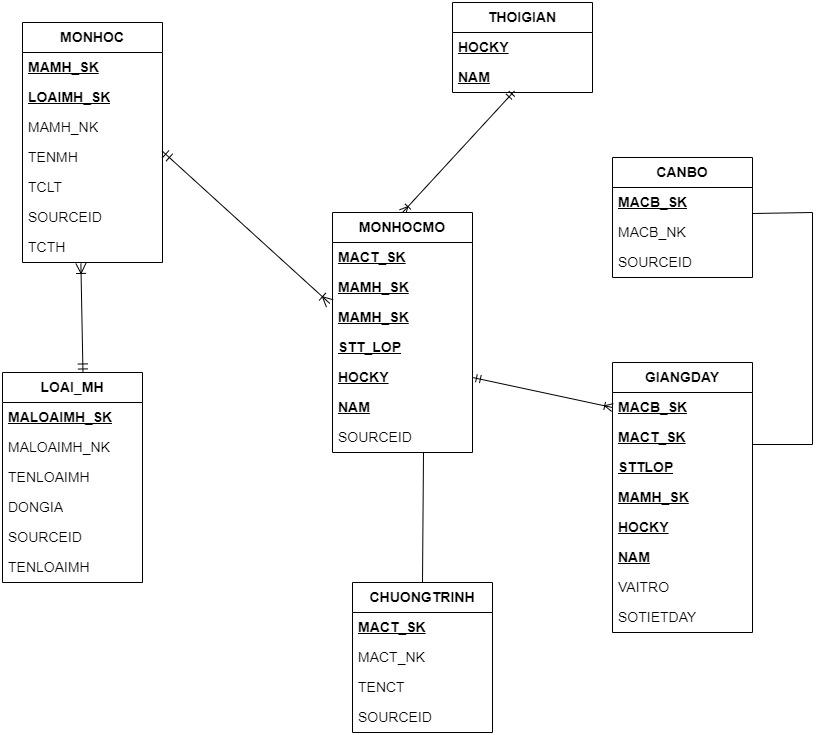 MONHOC
MAMH_SK
LOAIMH_SK
MAMH_NK
TENMH
TCLT
SOURCEID
TCTH
THOIGIAN
HOCKY
NAM
CANBO
MACB_SK
MACB_NK
SOURCEID
MONHOCMO
MACT_SK
MAMH_SK
MAMH_SK
STT_LOP
HOCKY
NAM
SOURCEID
LOAI_MH
MALOAIMH_SK
MALOAIMH_NK
TENLOAIMH
DONGIA
SOURCEID
TENLOAIMH
GIANGDAY
MACB_SK
MACT_SK
STTLOP
MAMH_SK
HOCKY
NAM
VAITRO
SOTIETDAY
CHUONGTRINH
MACT_SK
MACT_NK
TENCT
SOURCEID